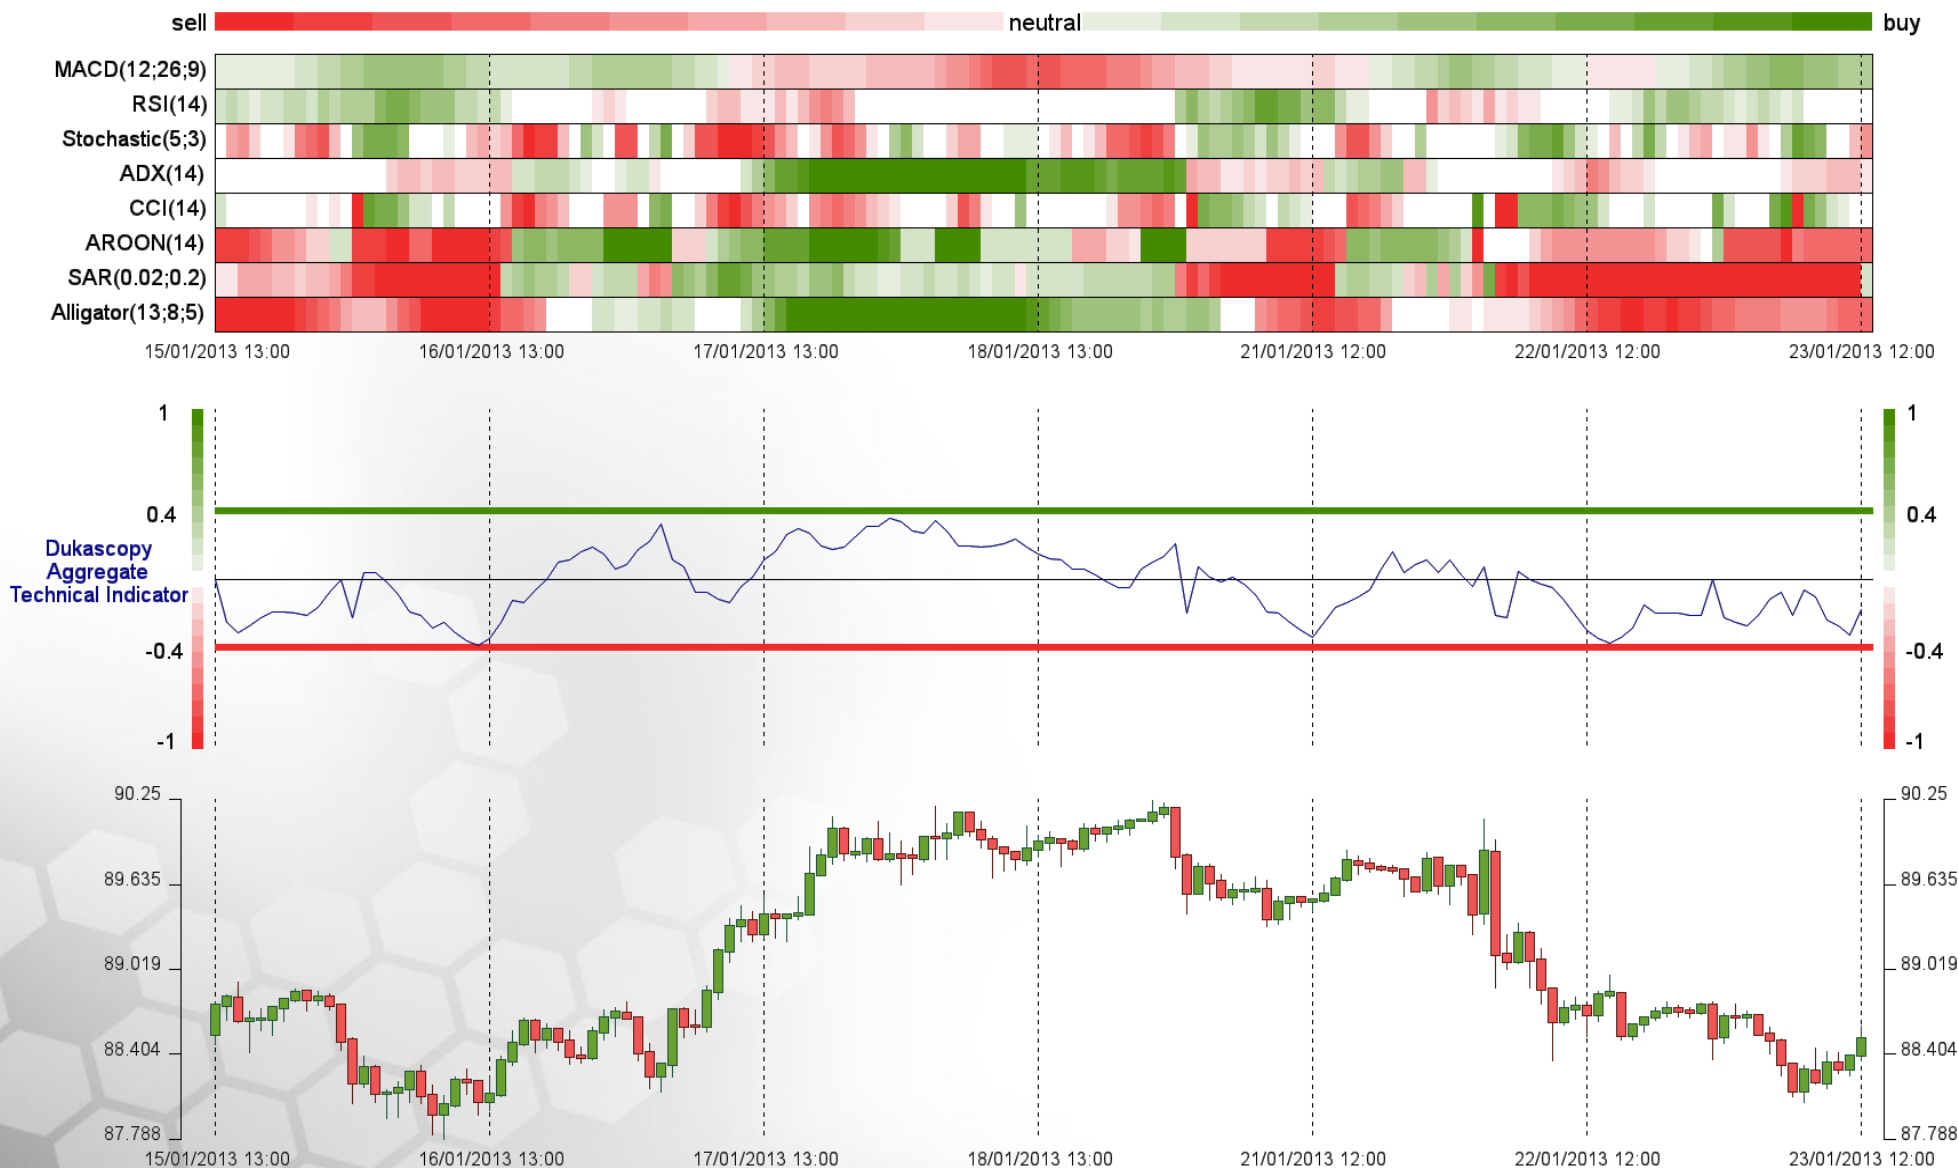 sell neutral buy
MACD(12;26;9)
RSI(14)
Stochastic(5;3)
ADX(14)
CCI(14)
AROON(14)
SAR(0.02;0.2)
Alligator(13;8;5)
15/01/2013 13:00 16/01/2013 13:00 17/01/2013 13:00 18/01/2013 13:00 21/01/2013 12:00 22/01/2013 12:00 23/01/2013 12:00
1 1
0.4 0.4
Dukascopy
Aggregate
Technical Indicator
-0.4 -0.4
-1 -1
90.25 90.25
89.635 89.635
89.019 89.019
88.404 88.404
87.788 87.788
15/01/2013 13:00 16/01/2013 13:00 17/01/2013 13:00 18/01/2013 13:00 21/01/2013 12:00 22/01/2013 12:00 23/01/2013 12:00